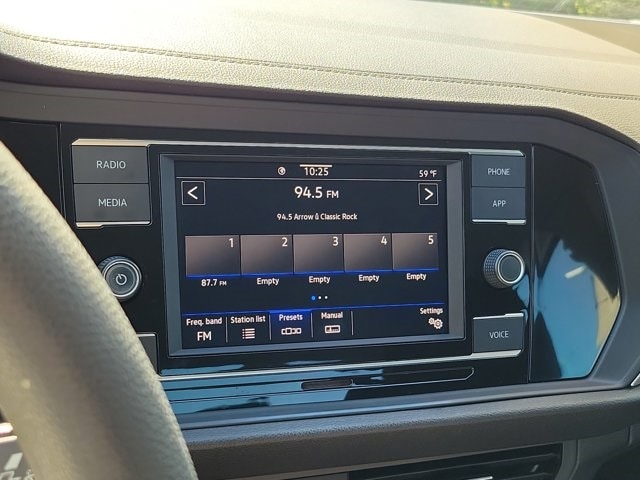 10:25
59 °F
RADIO
MEDIA
PHONE
APP
94.5 FM
94.5 Arrow û Classic Rock
1 2 3 4 5
87.7 FM Empty Empty Empty Empty
Freq. band Station list Presets Manual Settings
FM
VOICE